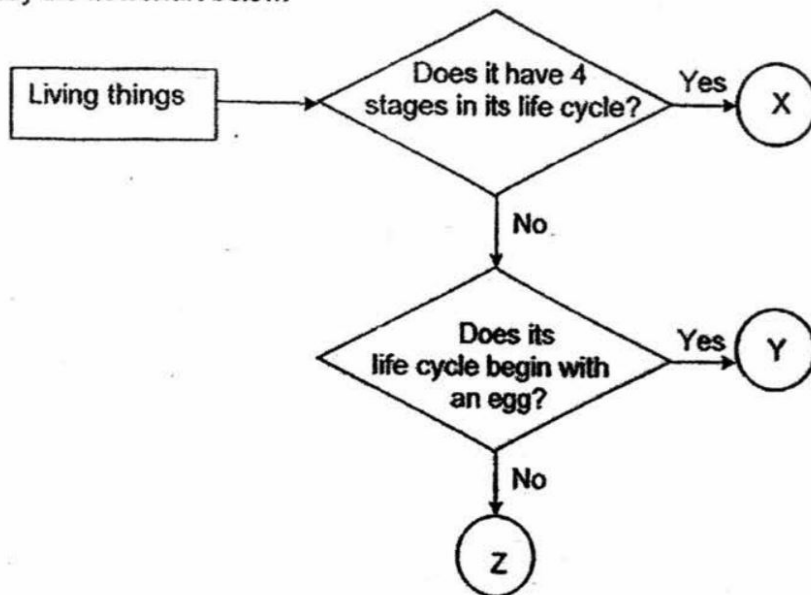 Living things
Does it have 4
stages in its life cycle?
Yes
X
No
Does its
life cycle begin with
an egg?
Yes
Y
No
Z